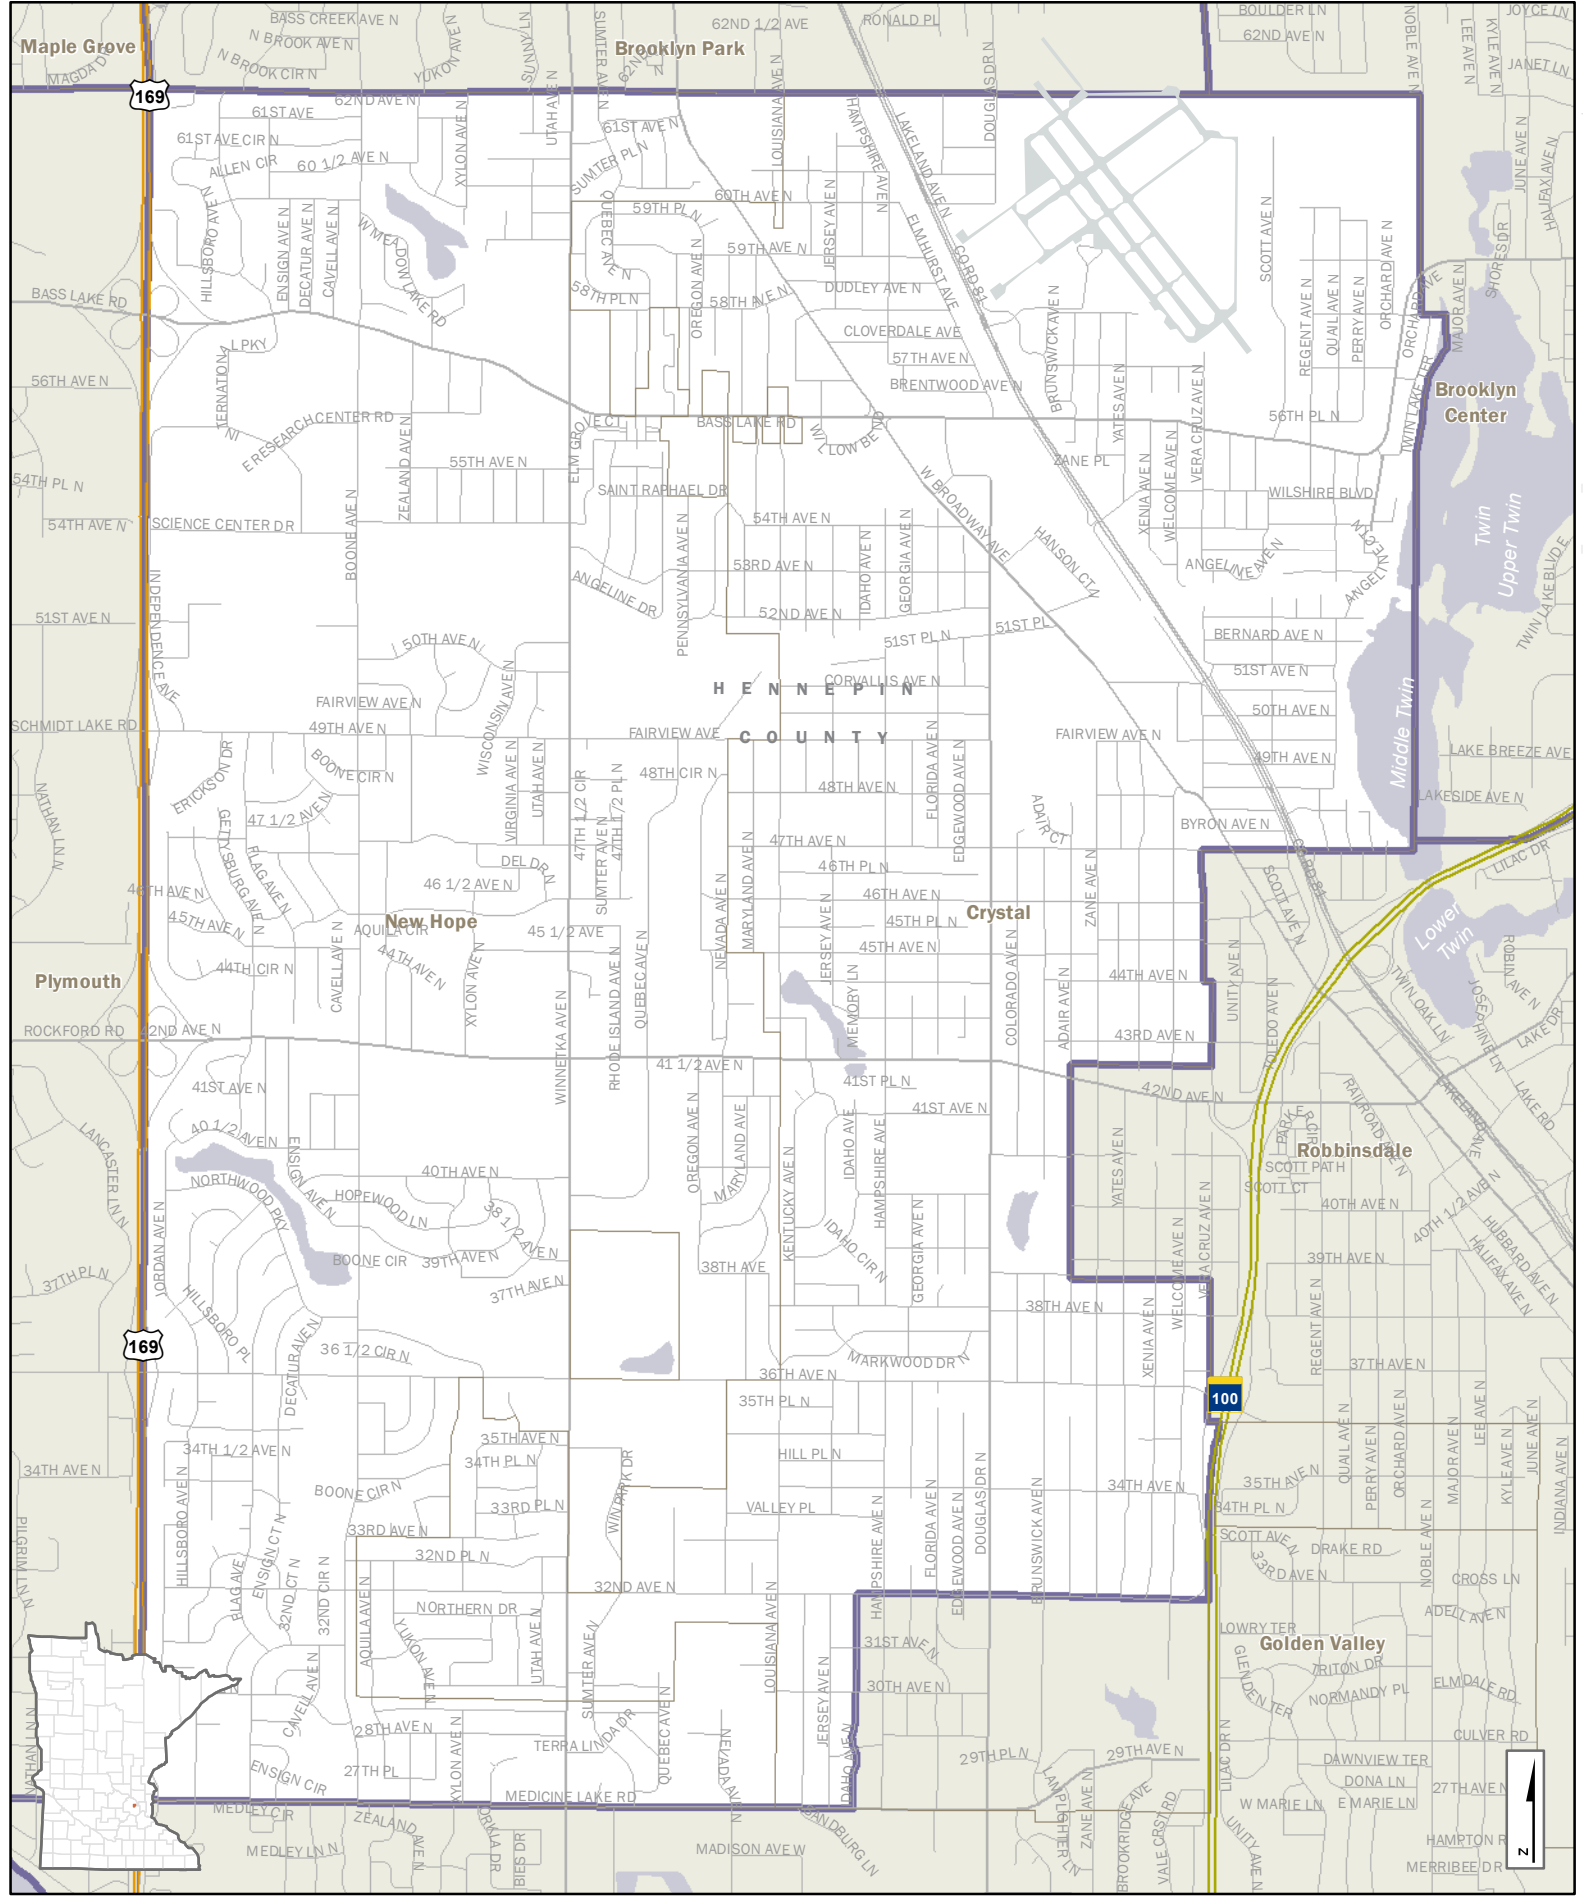 BASS CREEK AVE N
N BROOK AVE N
N BROOK CIR N
YUKON AVE N
SUNNY LN
SUMTER AVE N
62ND 1/2 AVE
RONALD PL
BOULDER LN
62ND AVE N
NOBLE AVE N
LEE AVE N
KYLE AVE N
JOYCE LN
JANET LN
Maple Grove
MAGDA DR
Brooklyn Park
169
62ND AVE N
61ST AVE
61ST AVE CIR N
ALLEN CIR
60 1/2 AVE N
XYLON AVE N
UTAH AVE N
61ST AVE N
SUMTER PL N
LOUISIANA AVE N
HAMPSHIRE AVE N
LAKELAND AVE N
DOUGLAS DR N
JUNE AVE N
HALIFAX AVE N
HILLSBORO AVE N
ENSIGN AVE N
DECATUR AVE N
CAVELL AVE N
W MEADOW LAKE RD
QUEBEC AVE N
60TH AVE N
59TH PL N
59TH AVE N
58TH PL N
58TH AVE N
OREGON AVE N
JERSEY AVE N
ELMHURST AVE
CO RD 81
DUDLEY AVE N
CLOVERDALE AVE
57TH AVE N
BRENTWOOD AVE N
BRUNSWICK AVE N
SCOTT AVE N
REGENT AVE N
QUAIL AVE N
PERRY AVE N
ORCHARD AVE N
ORCHARD AVE
MAJOR AVE N
SHORES DR
BASS LAKE RD
56TH AVE N
E RESEARCH CENTER RD
ZEALAND AVE N
55TH AVE N
ELM GROVE CT
BASS LAKE RD
WILLOW BEND
SAINT RAPHAEL DR
YATES AVE N
VERA CRUZ AVE N
56TH PL N
TWIN LAKE TER
Brooklyn
Center
ZANE PL
XENIA AVE N
WELCOME AVE N
WILSHIRE BLVD
54TH PL N
54TH AVE N
SCIENCE CENTER DR
BOONE AVE N
54TH AVE N
53RD AVE N
52ND AVE N
PENNSYLVANIA AVE N
IDAHO AVE N
GEORGIA AVE N
W BROADWAY AVE
HANSON CT N
ANGELINE AVE N
ANGELINE DR
Twin
Upper Twin
TWIN LAKE BLVD E
51ST AVE N
INDEPENDENCE AVE
50TH AVE N
51ST PL N
51ST PL
BERNARD AVE N
51ST AVE N
HENNEPIN
COUNTY
CORVALLIS AVE N
FAIRVIEW AVE N
WISCONSIN AVE N
50TH AVE N
SCHMIDT LAKE RD
49TH AVE N
FAIRVIEW AVE
FAIRVIEW AVE N
49TH AVE N
Middle Twin
LAKE BREEZE AVE
NATHAN LN N
ERICKSON DR
BOONE CIR N
47 1/2 AVE N
GETTYSBURG AVE N
FLAG AVE N
VIRGINIA AVE N
UTAH AVE N
47TH 1/2 CIR
SUMTER AVE N
47TH 1/2 PL N
48TH CIR N
48TH AVE N
FLORIDA AVE N
EDGEWOOD AVE N
ADAIR CT
LAKESIDE AVE N
BYRON AVE N
CO RD 81
LILAC DR
47TH AVE N
46TH PL N
46TH AVE N
45TH PL N
45TH AVE N
NEVADA AVE N
MARYLAND AVE N
JERSEY AVE N
MEMORY LN
ZANE AVE N
SCOTT AVE N
Lower
Twin
46TH AVE N
45TH AVE N
44TH CIR N
CAVELL AVE N
DEL DR N
46 1/2 AVE N
New Hope
AQUILA CIR
44TH AVE N
XYLON AVE N
45 1/2 AVE
WINNETKA AVE N
RHODE ISLAND AVE N
QUEBEC AVE N
Crystal
COLORADO AVE N
ADAIR AVE N
44TH AVE N
43RD AVE N
UNITY AVE N
TOLEDO AVE N
TWIN OAK LN
JOSEPHINE LN
ROBIN AVE N
LAKE DR
LAKE RD
Plymouth
ROCKFORD RD
42ND AVE N
41ST AVE N
40 1/2 AVE N
41 1/2 AVE N
41ST PL N
41ST AVE N
42ND AVE N
LAKELAND AVE
RAILROAD AVE N
PARKER CIR
Robbinsdale
SCOTT PATH
SCOTT CT
40TH AVE N
40TH 1/2 AVE N
HUBBARD AVE N
HALIFAX AVE N
39TH AVE N
LANCASTER LN N
NORTHWOOD PKY
ENSIGN AVE N
40TH AVE N
HOPEWOOD LN
38 1/2 AVE N
BOONE CIR
39TH AVE N
37TH AVE N
OREGON AVE N
MARYLAND AVE
KENTUCKY AVE N
IDAHO AVE
HAMPSHIRE AVE N
IDAHO CIR N
GEORGIA AVE N
38TH AVE
YATES AVE N
WELCOME AVE N
VERA CRUZ AVE N
38TH AVE N
37TH PL N
JORDAN AVE N
HILLSBORO PL
DECATUR AVE N
36 1/2 CIR N
169
MARKWOOD DR N
36TH AVE N
35TH PL N
XENIA AVE N
100
REGENT AVE N
37TH AVE N
34TH AVE N
34TH 1/2 AVE N
HILLSBORO AVE N
BOONE CIR N
35TH AVE N
34TH PL N
33RD PL N
33RD AVE N
32ND PL N
WINPARK DR
HILL PL N
VALLEY PL
HAMPSHIRE AVE N
FLORIDA AVE N
EDGEWOOD AVE N
DOUGLAS DR N
BRUNSWICK AVE N
34TH AVE N
35TH AVE N
34TH PL N
QUAIL AVE N
PERRY AVE N
ORCHARD AVE N
MAJOR AVE N
LEE AVE N
KYLE AVE N
JUNE AVE N
INDIANA AVE N
SCOTT AVE N
33RD AVE N
DRAKE RD
NOBLE AVE N
CROSS LN
ADELL AVE N
PILGRIM LN N
ENSIGN CT N
32ND CT N
32ND CIR N
AQUILA AVE N
32ND AVE N
NORTHERN DR
YUKON AVE N
UTAH AVE N
SUMTER AVE N
LOUISIANA AVE N
JERSEY AVE N
31ST AVE N
30TH AVE N
LOWRY TER
Golden Valley
GLENDEN TER
TRITON DR
NORMANDY PL
ELMDALE RD
CULVER RD
CAVELL AVE N
28TH AVE N
27TH PL
ENSIGN CIR
XYLON AVE N
TERRA LINDA DR
QUEBEC AVE N
NEVADA AVE N
IDAHO AVE N
29TH PL N
29TH AVE N
LAMPLIGHTER LN
ZANE AVE N
BROOKRIDGE AVE
VALE CRST RD
LILAC DR N
DAWNVIEW TER
DONA LN
W MARIE LN
E MARIE LN
27TH AVE N
UNITY AVE N
HAMPTON R
MERRIBEE DR
MEDLEY CIR
MEDICINE LAKE RD
MEDLEY LN N
ZEALAND AVE N
BIES DR
MADISON AVE W
SANDBURG LN
N